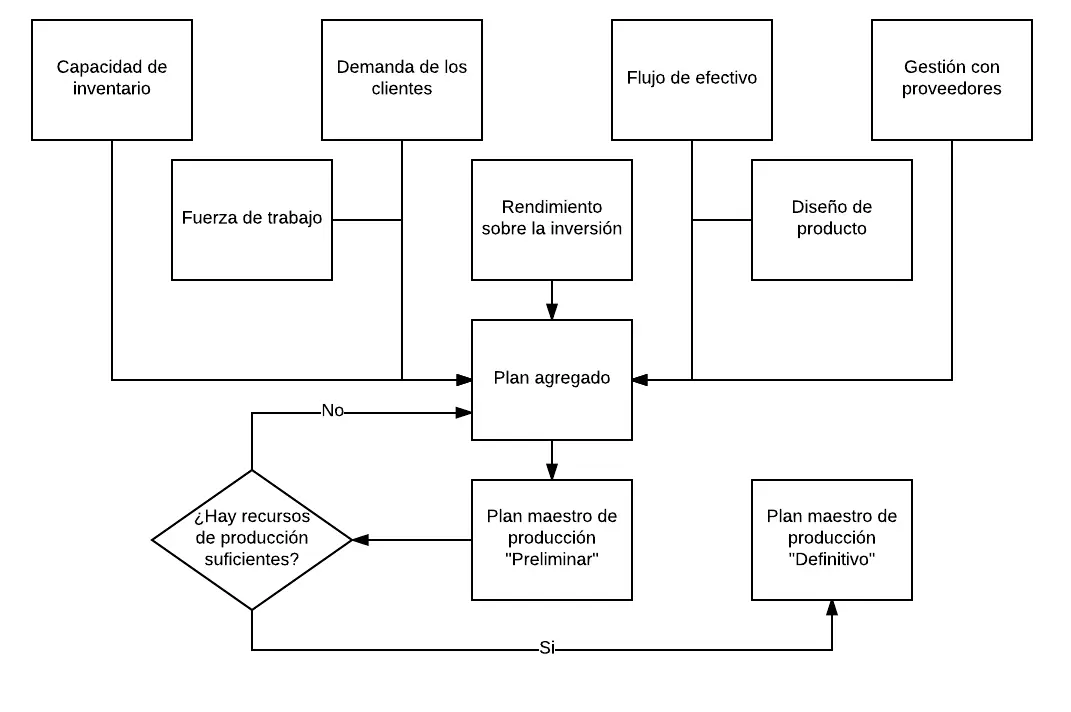 Capacidad de
inventario
Demanda de los
clientes
Flujo de efectivo
Gestión con
proveedores
Fuerza de trabajo
Rendimiento
sobre la inversión
Diseño de
producto
Plan agregado
No
¿Hay recursos
de producción
suficientes?
Plan maestro de
producción
"Preliminar"
Plan maestro de
producción
"Definitivo"
Si